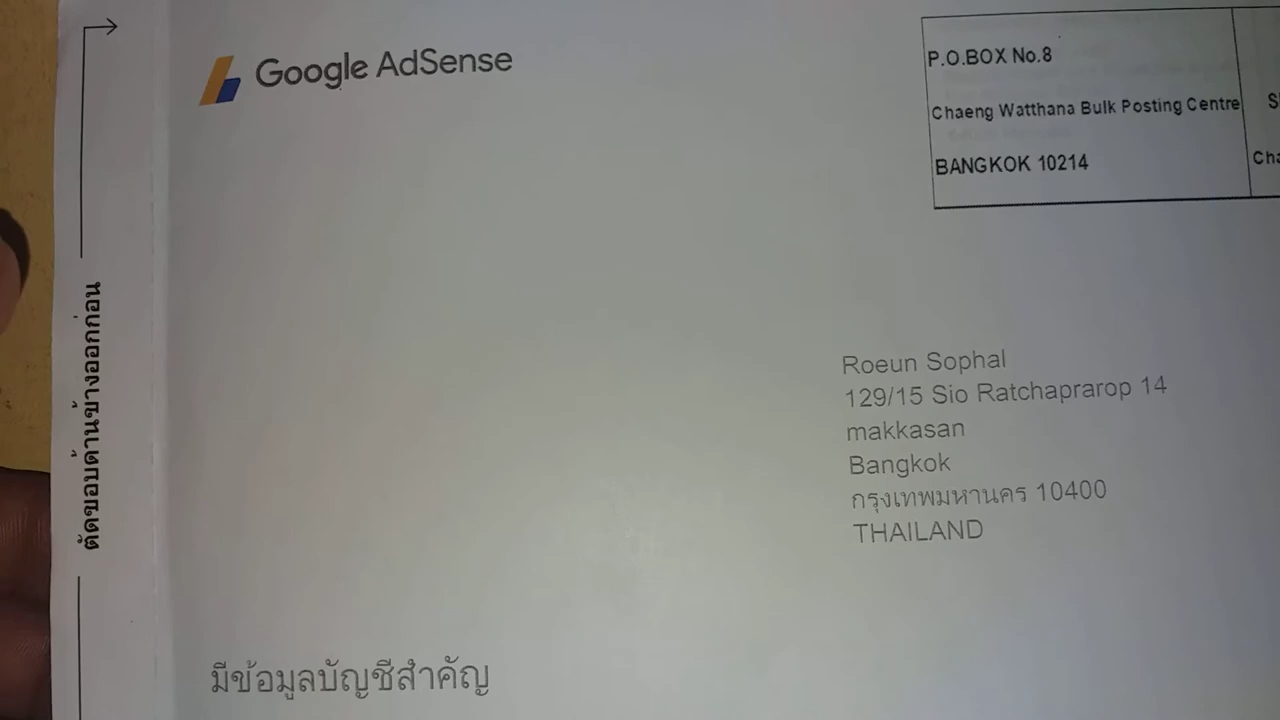 Google AdSense
P.O.BOX No.8
Chaeng Watthana Bulk Posting Centre
BANGKOK 10214
ตัดขอบด้านข้างออกก่อน
Roeun Sophal
129/15 Sio Ratchaprarop 14
makkasan
Bangkok
กรุงเทพมหานคร 10400
THAILAND
มีข้อมูลบัญชีสำคัญ